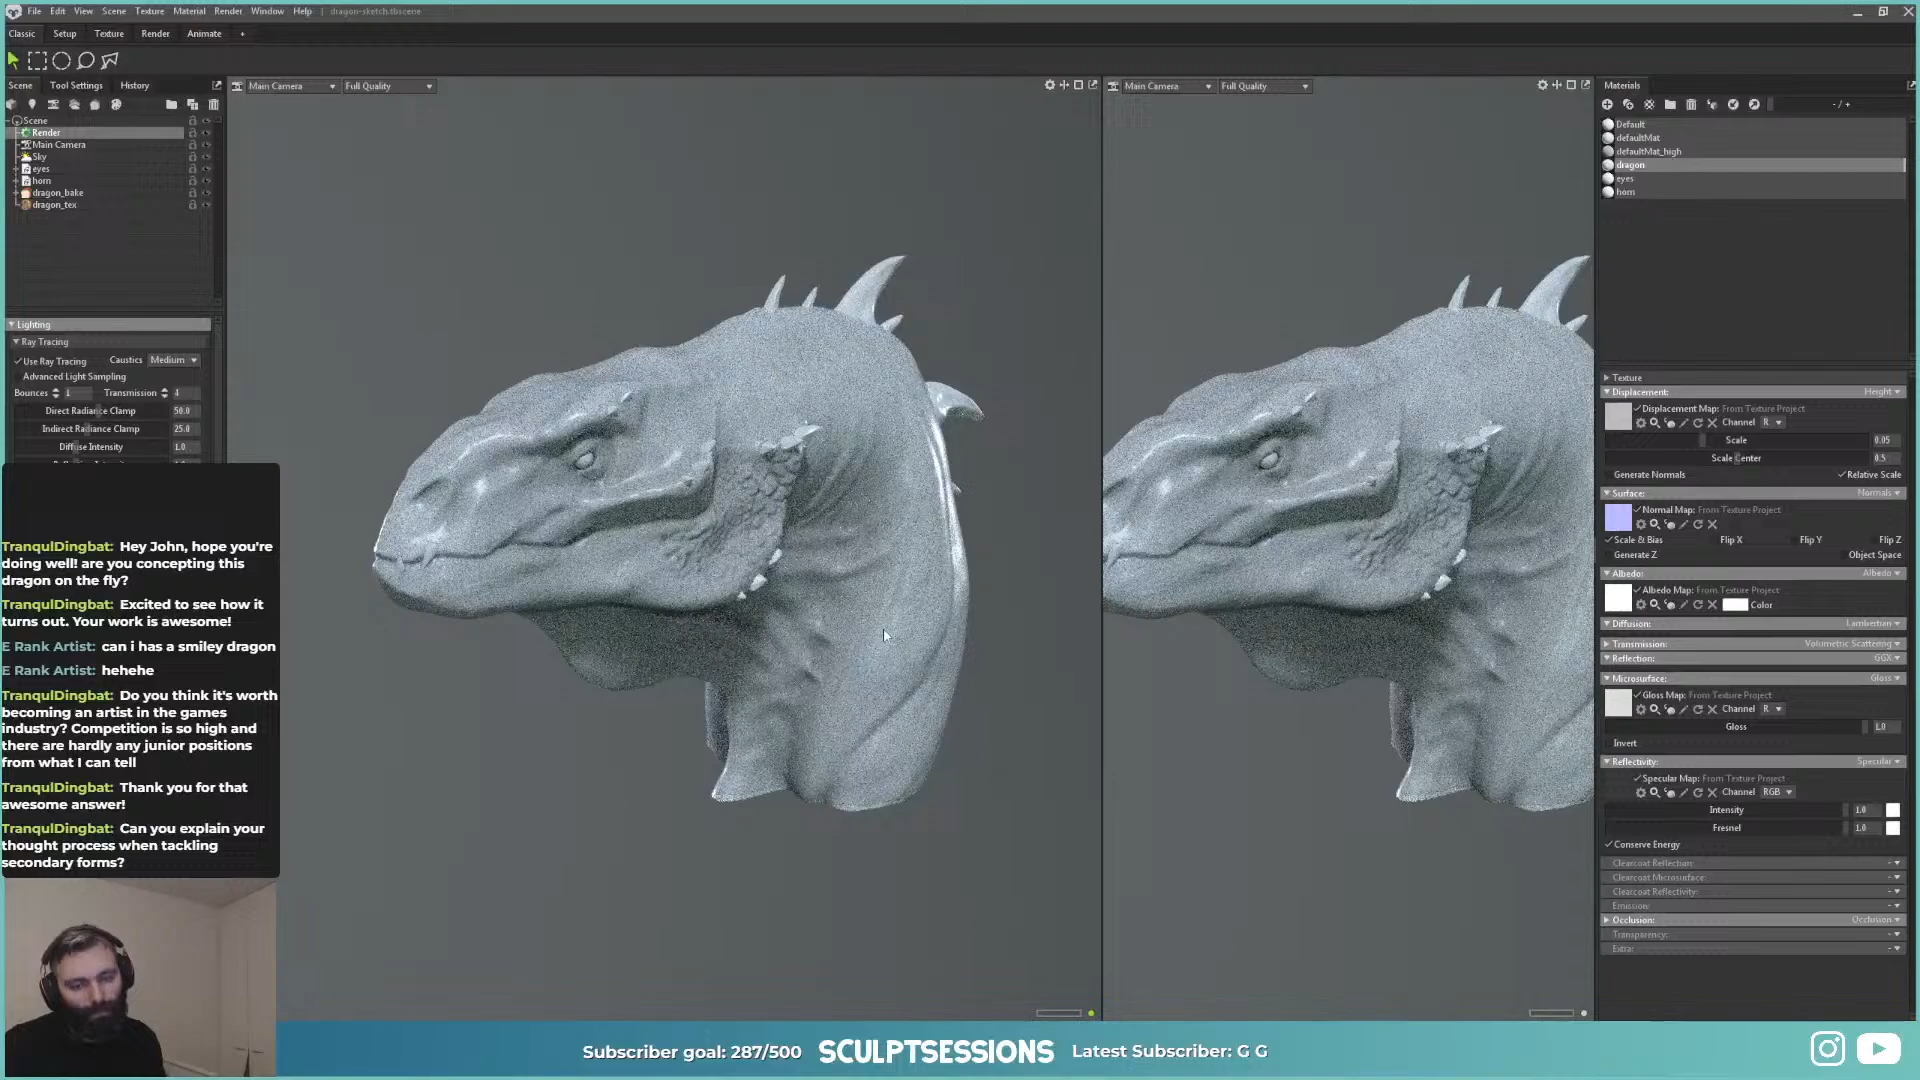 File Edit View Scene Texture Material Render Window Help dragon-sketch.tbscene
Classic Setup Texture Render Animate +
Scene Tool Settings History
Main Camera Full Quality
Main Camera Full Quality
Materials
- / +
Scene
Render
Main Camera
Sky
eyes
horn
dragon_bake
dragon_tex
Lighting
Ray Tracing
Use Ray Tracing Caustics Medium
Advanced Light Sampling
Bounces 1 Transmission 4
Direct Radiance Clamp 50.0
Indirect Radiance Clamp 25.0
Diffuse Intensity 1.0
TranqulDingbat: Hey John, hope you're
doing well! are you concepting this
dragon on the fly?
TranqulDingbat: Excited to see how it
turns out. Your work is awesome!
E Rank Artist: can i has a smiley dragon
E Rank Artist: hehehe
TranqulDingbat: Do you think it's worth
becoming an artist in the games
industry? Competition is so high and
there are hardly any junior positions
from what I can tell
TranqulDingbat: Thank you for that
awesome answer!
TranqulDingbat: Can you explain your
thought process when tackling
secondary forms?
Default
defaultMat
defaultMat_high
dragon
eyes
horn
Texture
Displacement: Height
Displacement Map: From Texture Project
Channel R
Scale 0.05
Scale Center 0.5
Generate Normals Relative Scale
Surface: Normals
Normal Map: From Texture Project
Scale & Bias Flip X Flip Y Flip Z
Generate Z Object Space
Albedo: Albedo
Albedo Map: From Texture Project
Color
Diffusion: Lambertian
Transmission: Volumetric Scattering
Reflection: GGX
Microsurface: Gloss
Gloss Map: From Texture Project
Channel R
Gloss 1.0
Invert
Reflectivity: Specular
Specular Map: From Texture Project
Channel RGB
Intensity 1.0
Fresnel 1.0
Conserve Energy
Clearcoat Reflection:
Clearcoat Microsurface:
Clearcoat Reflectivity:
Emission:
Occlusion: Occlusion
Transparency:
Extra:
Subscriber goal: 287/500 SCULPTSESSIONS Latest Subscriber: G G